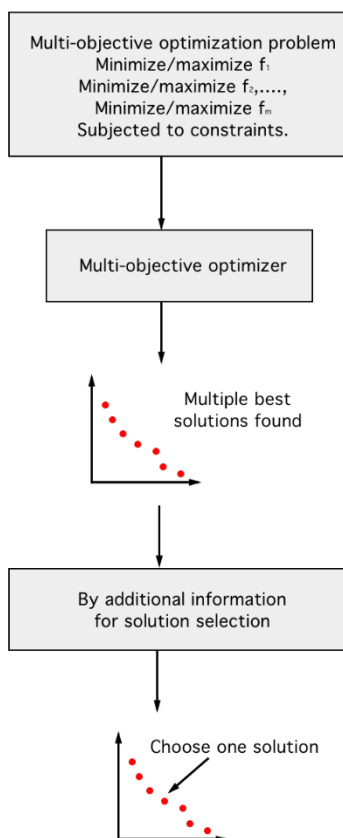 Multi-objective optimization problem
Minimize/maximize f₁
Minimize/maximize f₂,....,
Minimize/maximize fₘ
Subjected to constraints.
Multi-objective optimizer
Multiple best
solutions found
By additional information
for solution selection
Choose one solution